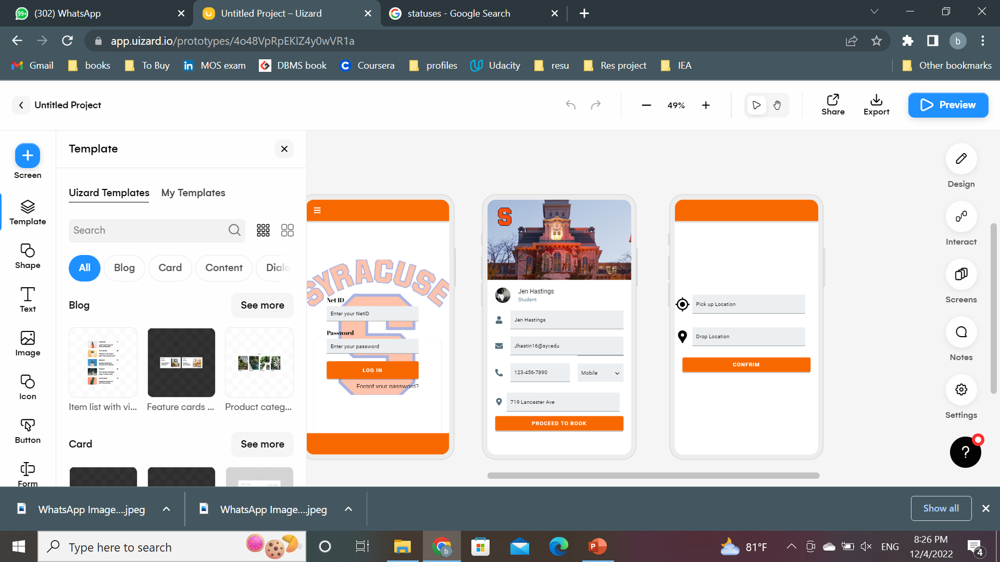 (302) WhatsApp
Untitled Project – Uizard
statuses - Google Search
app.uizard.io/prototypes/4o48VpRpEKIZ4y0wVR1a
b
Gmail
books
To Buy
MOS exam
DBMS book
Coursera
profiles
Udacity
resu
Res project
IEA
Other bookmarks
Untitled Project
49%
Share
Export
Preview
Screen
Template
Shape
Text
Image
Icon
Button
Form
Template
Uizard Templates
My Templates
Search
All
Blog
Card
Content
Dialo
Blog
See more
Item list with vi...
Feature cards ...
Product categ...
Card
See more
SYRACUSE
S
Net ID
Enter your NetID
Password
Enter your password
LOG IN
Forgot your password?
S
Jen Hastings
Student
Jen Hastings
Jhastin16@syr,edu
123-456-7890
Mobile
719 Lancaster Ave
PROCEED TO BOOK
Pick up Location
Drop Location
CONFRIM
Design
Interact
Screens
Notes
Settings
?
WhatsApp Image....jpeg
WhatsApp Image....jpeg
Show all
Type here to search
81°F
ENG
8:26 PM
12/4/2022
4